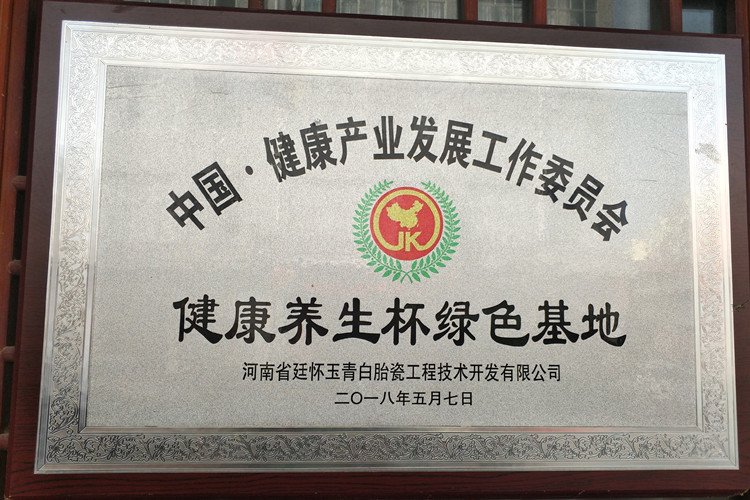 中国·健康产业发展工作委员会
JK
健康养生杯绿色基地
河南省廷怀玉青白胎瓷工程技术开发有限公司
二〇一八年五月七日